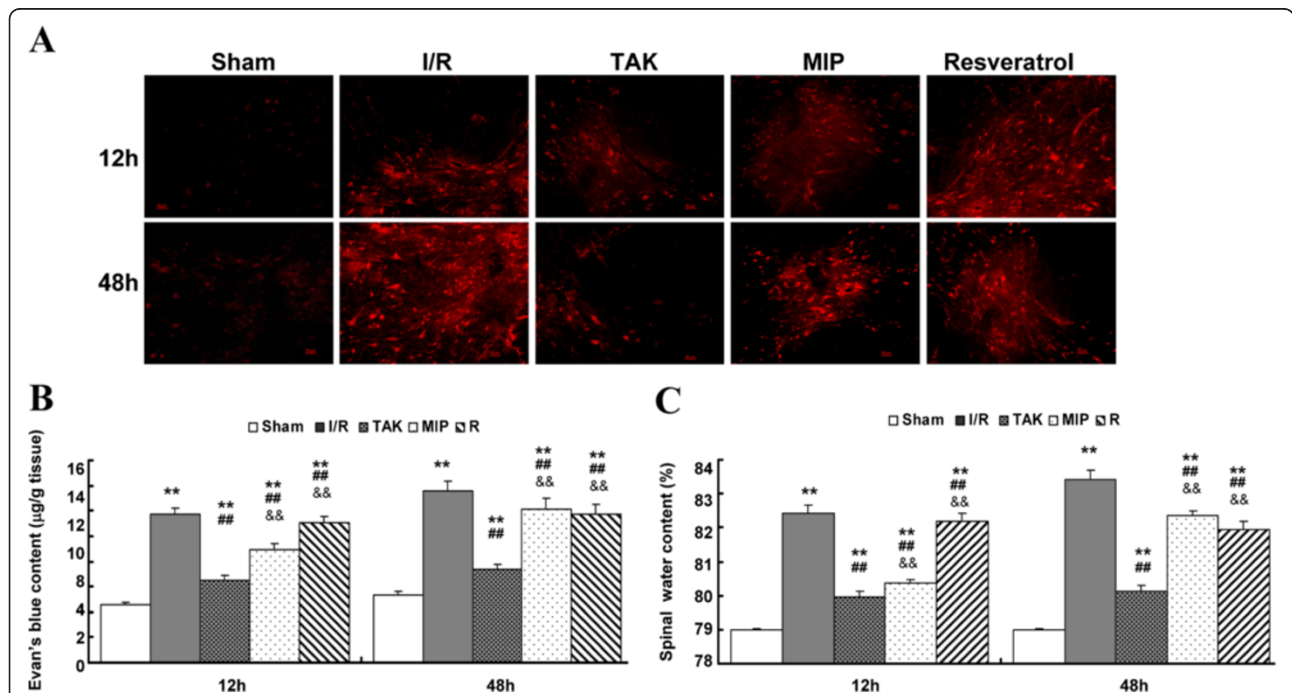 A
Sham I/R TAK MIP Resveratrol
12h
48h
B
Sham I/R TAK MIP R
Evan's blue content (μg/g tissue)
16
14
12
10
8
6
4
2
0
** ** ## ** ## && ** ## &&
** ** ## ** ## && ** ## &&
12h 48h
C
Sham I/R TAK MIP R
Spinal water content (%)
84
83
82
81
80
79
78
** ** ## ** ## && ** ## &&
** ** ## ** ## && ** ## &&
12h 48h